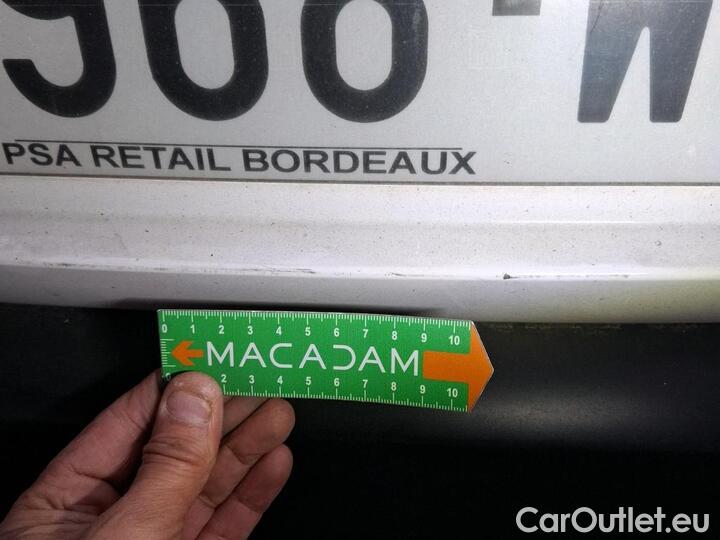 966-W
PSA RETAIL BORDEAUX
0 1 2 3 4 5 6 7 8 9 10
MACADAM
2 3 4 5 6 7 8 9 10
CarOutlet.eu